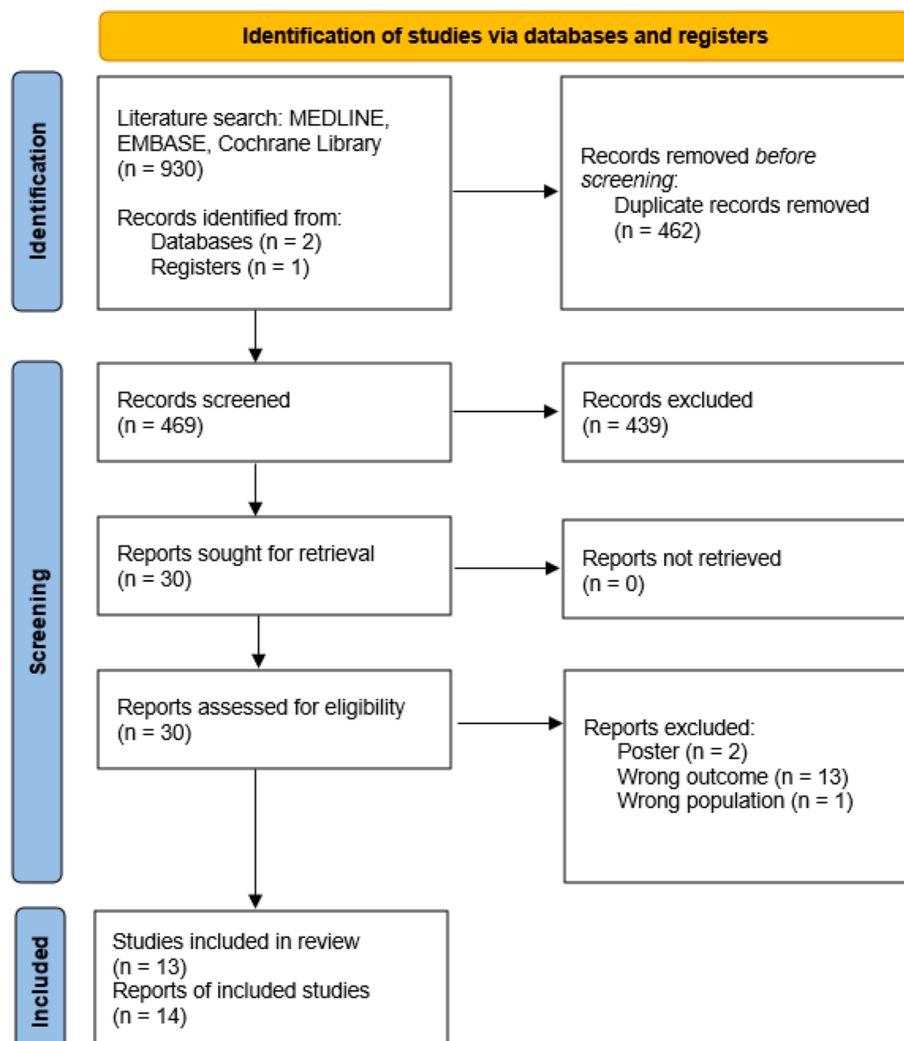 Identification of studies via databases and registers
Identification
Literature search: MEDLINE,
EMBASE, Cochrane Library
(n = 930)
Records identified from:
Databases (n = 2)
Registers (n = 1)
Records removed before
screening:
Duplicate records removed
(n = 462)
Screening
Records screened
(n = 469)
Records excluded
(n = 439)
Reports sought for retrieval
(n = 30)
Reports not retrieved
(n = 0)
Reports assessed for eligibility
(n = 30)
Reports excluded:
Poster (n = 2)
Wrong outcome (n = 13)
Wrong population (n = 1)
Included
Studies included in review
(n = 13)
Reports of included studies
(n = 14)